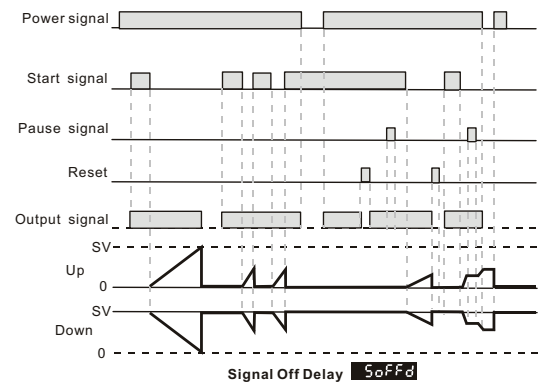 Power signal
Start signal
Pause signal
Reset
Output signal
SV
Up
0
SV
Down
0
Signal Off Delay SoFFd